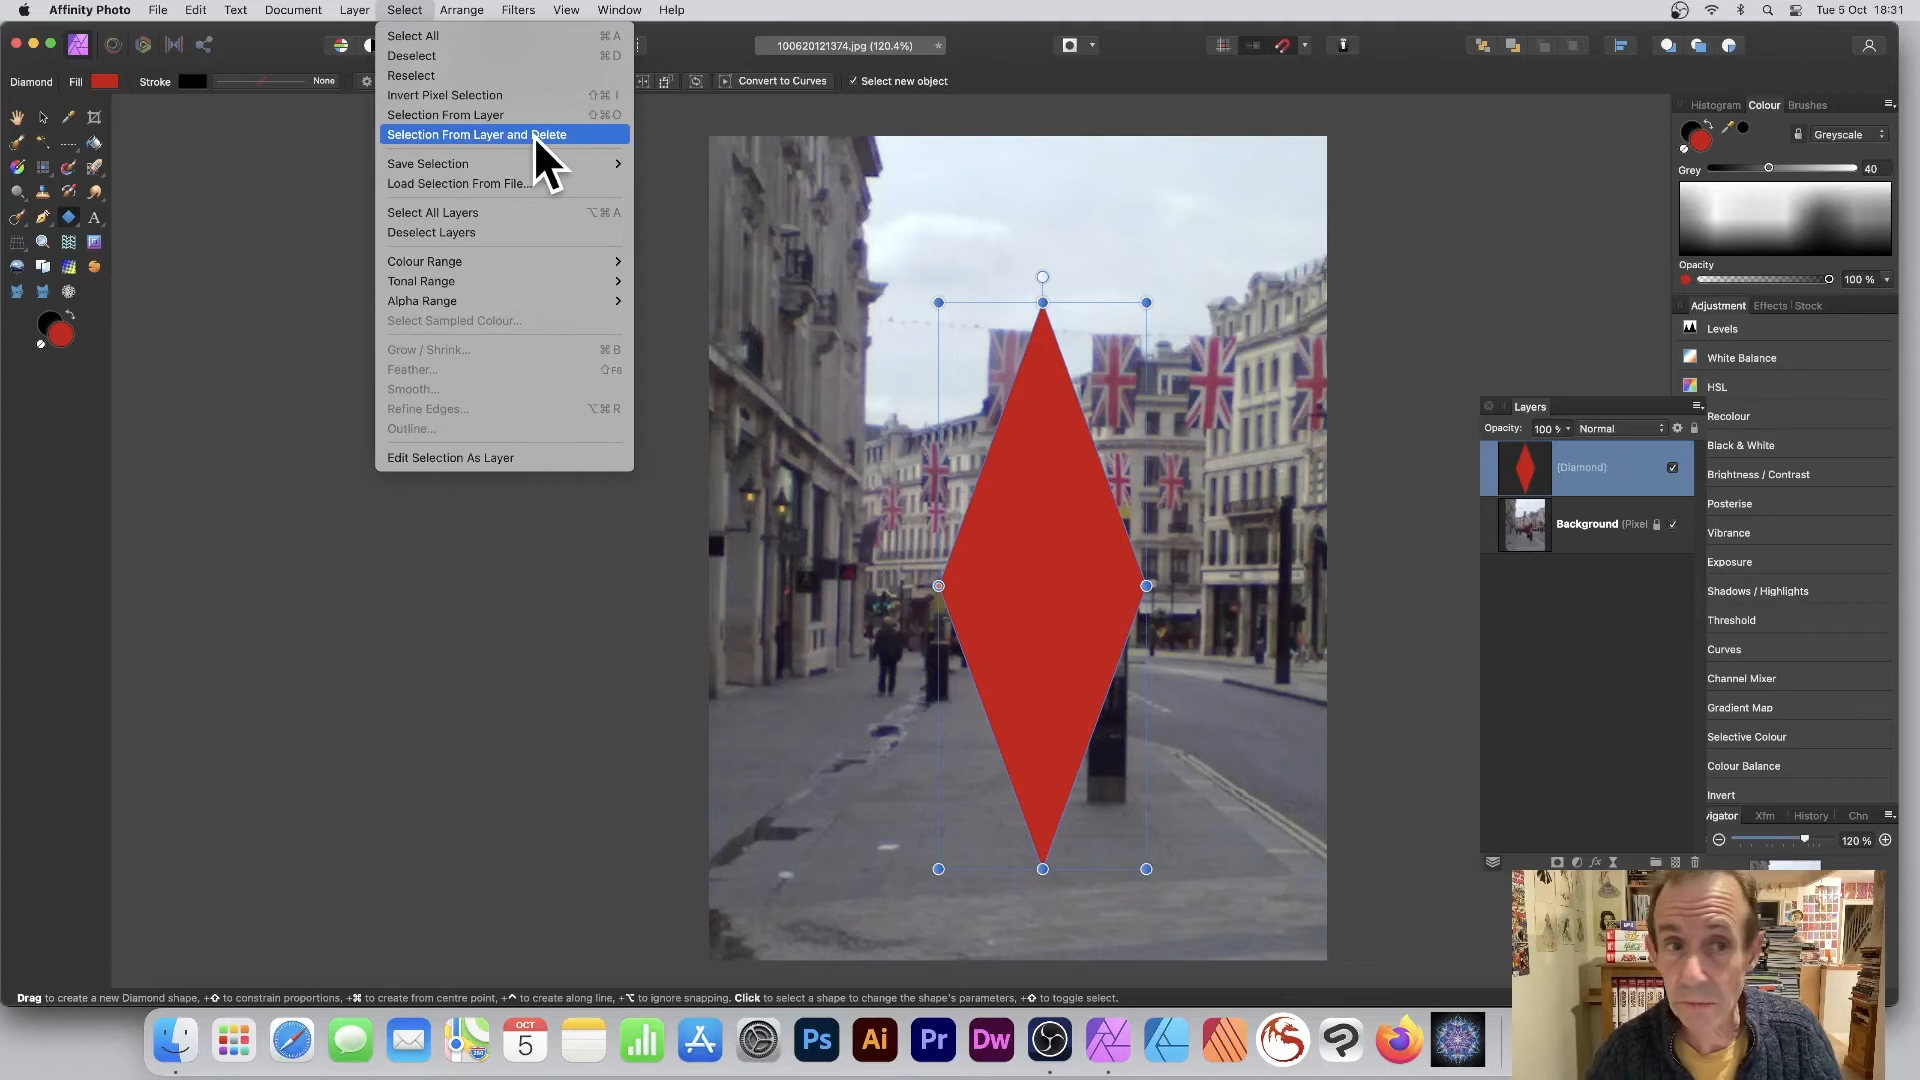 Affinity Photo File Edit Text Document Layer Select Arrange Filters View Window Help Tue 5 Oct 18:31
100620121374.jpg (120.4%) *
Diamond Fill Stroke None Convert to Curves Select new object
Select All ⌘A
Deselect ⌘D
Reselect
Invert Pixel Selection ⇧⌘I
Selection From Layer ⇧⌘O
Selection From Layer and Delete
Save Selection
Load Selection From File...
Select All Layers ⌥⌘A
Deselect Layers
Colour Range
Tonal Range
Alpha Range
Select Sampled Colour...
Grow / Shrink... ⌘B
Feather... ⇧F6
Smooth...
Refine Edges... ⌥⌘R
Outline...
Edit Selection As Layer
Histogram Colour Brushes
Greyscale
Grey 40
Opacity
100 %
Adjustment Effects Stock
Levels
White Balance
HSL
Recolour
Black & White
Brightness / Contrast
Posterise
Vibrance
Exposure
Shadows / Highlights
Threshold
Curves
Channel Mixer
Gradient Map
Selective Colour
Colour Balance
Invert
Layers
Opacity: 100 % Normal
(Diamond)
Background (Pixel
vigator Xfm History Chn
120 %
Drag to create a new Diamond shape, +⇧ to constrain proportions, +⌘ to create from centre point, +^ to create along line, +⌥ to ignore snapping. Click to select a shape to change the shape's parameters, +⇧ to toggle select.
OCT
5
280
Ps Ai Pr Dw